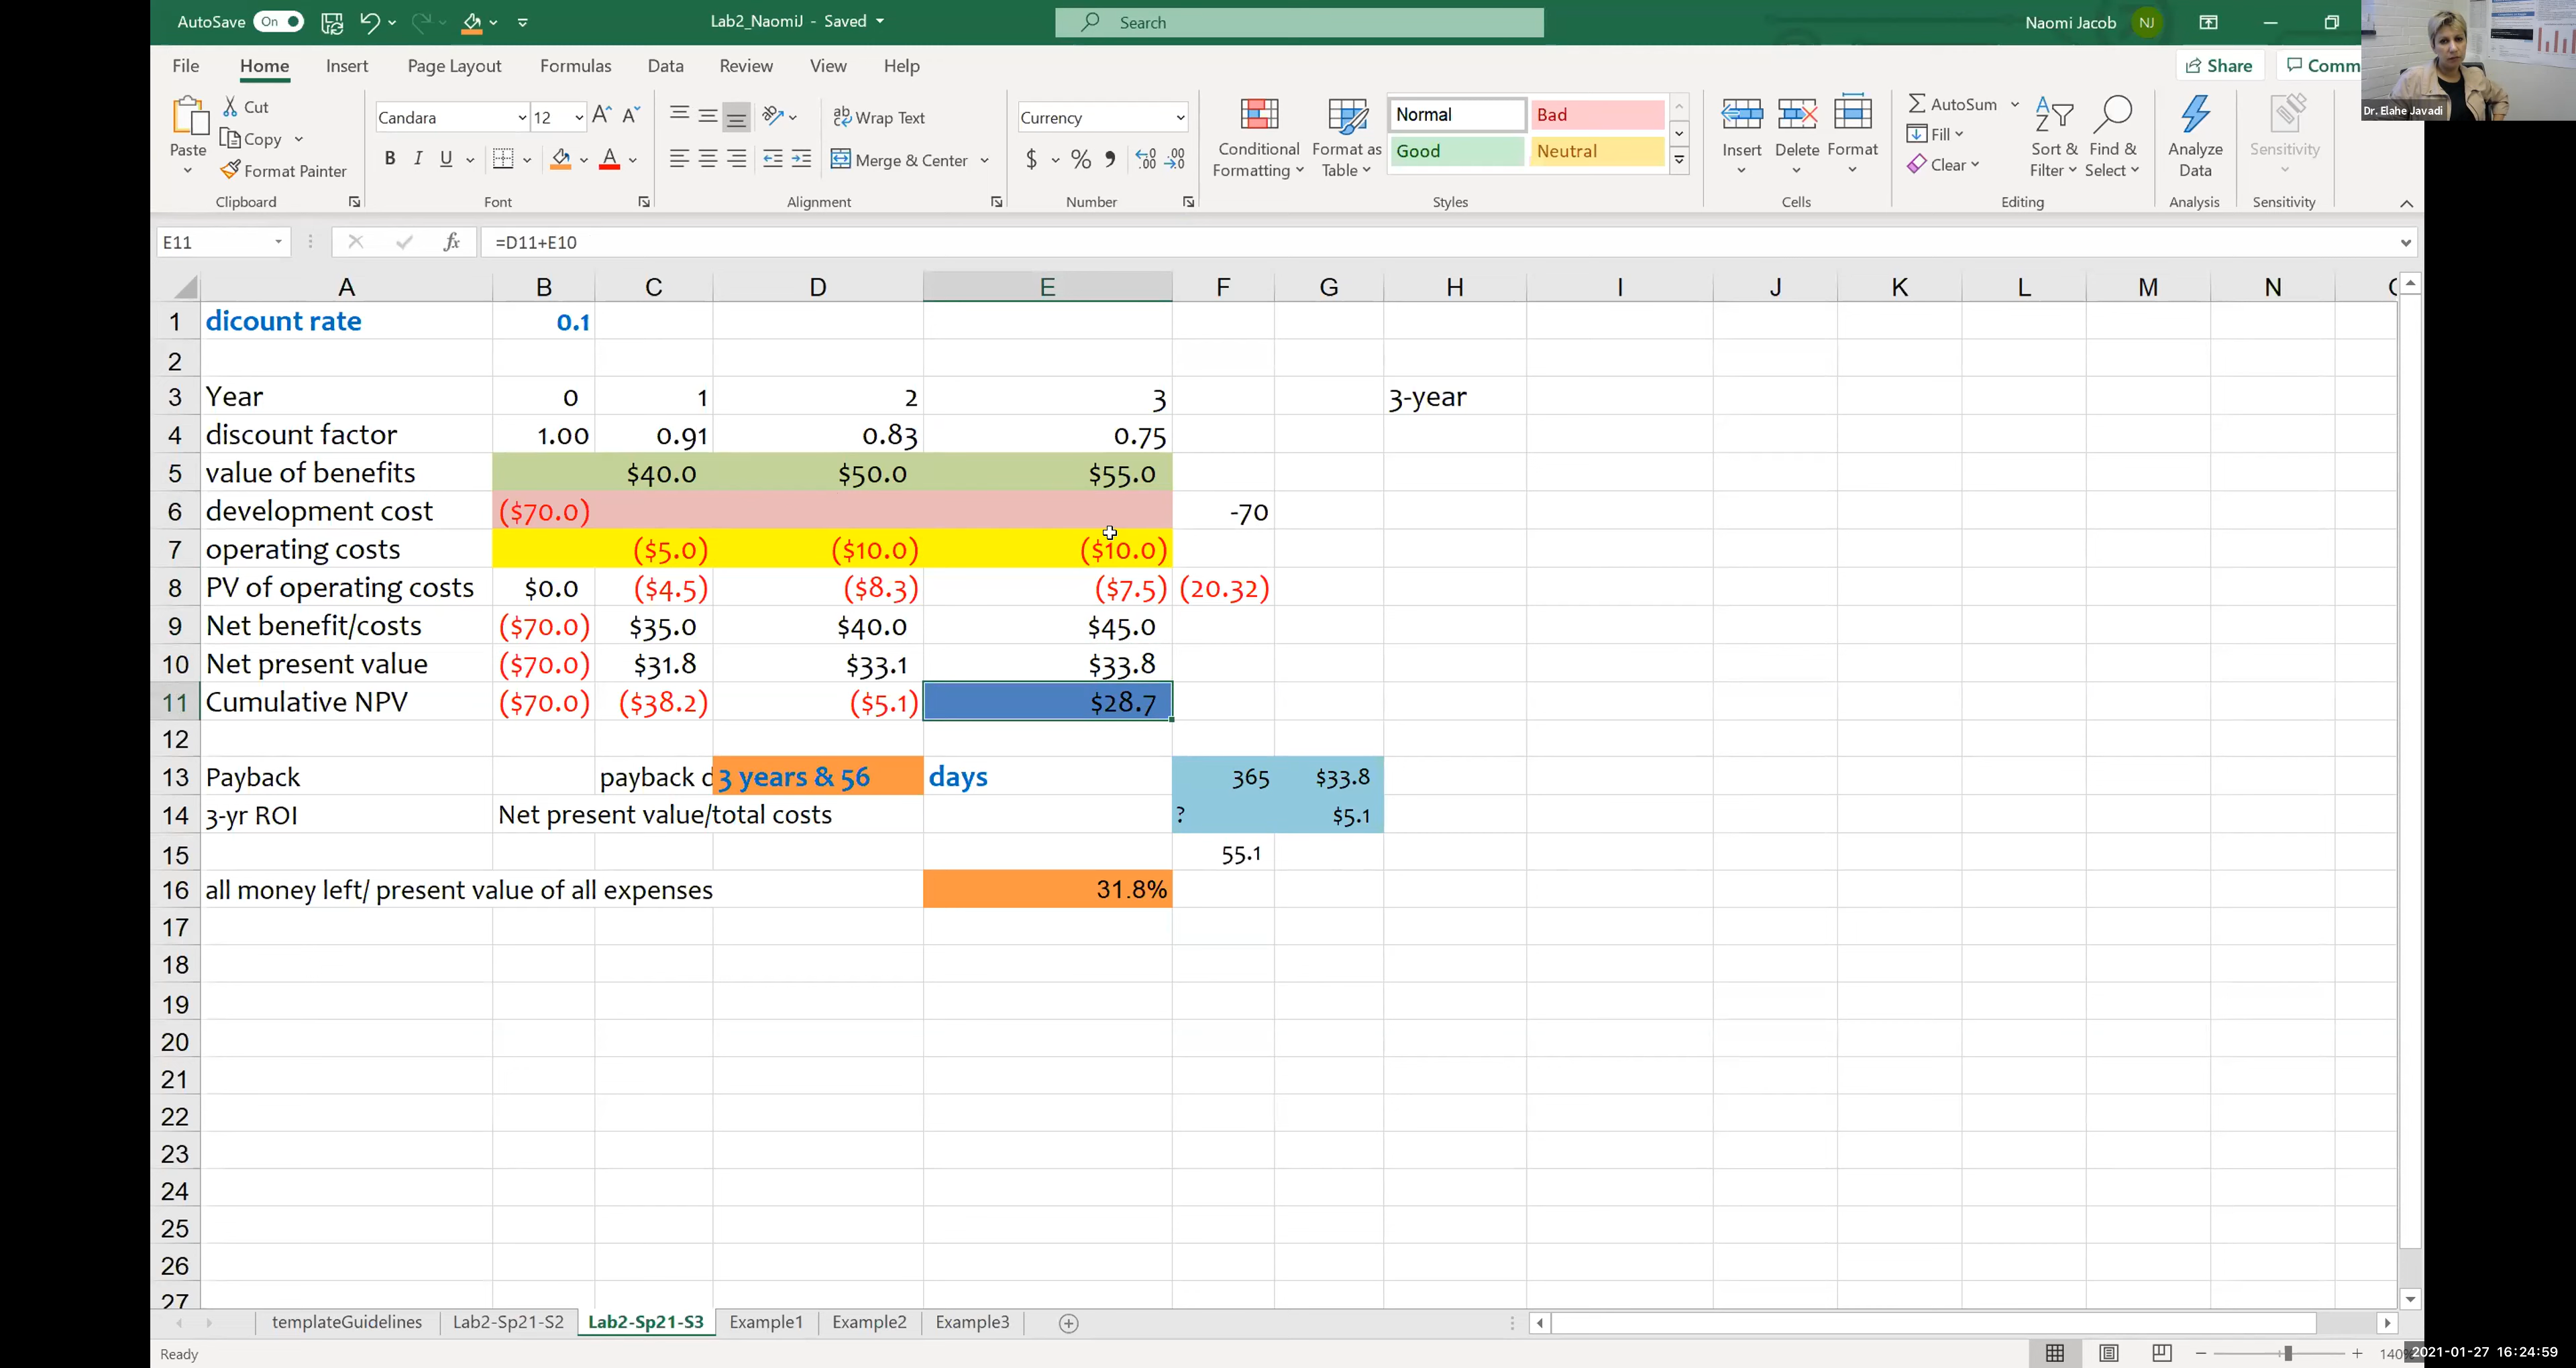 AutoSave On Lab2_NaomiJ - Saved Search Naomi Jacob NJ
File Home Insert Page Layout Formulas Data Review View Help Share Comm
Dr. Elahe Javadi
Paste Cut Copy Format Painter Clipboard
Candara 12 A A B I U A Font
ab Wrap Text Merge & Center Alignment
Currency $ % , .00 Number
Conditional Formatting Format as Table Normal Bad Good Neutral Styles
Insert Delete Format Cells
AutoSum Fill Clear Sort & Filter Find & Select Editing
Analyze Data Analysis
Sensitivity Sensitivity
E11 fx =D11+E10
A B C D E F G H I J K L M N
1 dicount rate 0.1
2
3 Year 0 1 2 3 3-year
4 discount factor 1.00 0.91 0.83 0.75
5 value of benefits $40.0 $50.0 $55.0
6 development cost ($70.0) -70
7 operating costs ($5.0) ($10.0) ($10.0)
8 PV of operating costs $0.0 ($4.5) ($8.3) ($7.5) (20.32)
9 Net benefit/costs ($70.0) $35.0 $40.0 $45.0
10 Net present value ($70.0) $31.8 $33.1 $33.8
11 Cumulative NPV ($70.0) ($38.2) ($5.1) $28.7
12
13 Payback payback d 3 years & 56 days 365 $33.8
14 3-yr ROI Net present value/total costs ? $5.1
15 55.1
16 all money left/ present value of all expenses 31.8%
17
18
19
20
21
22
23
24
25
26
27
templateGuidelines Lab2-Sp21-S2 Lab2-Sp21-S3 Example1 Example2 Example3
Ready 140 2021-01-27 16:24:59